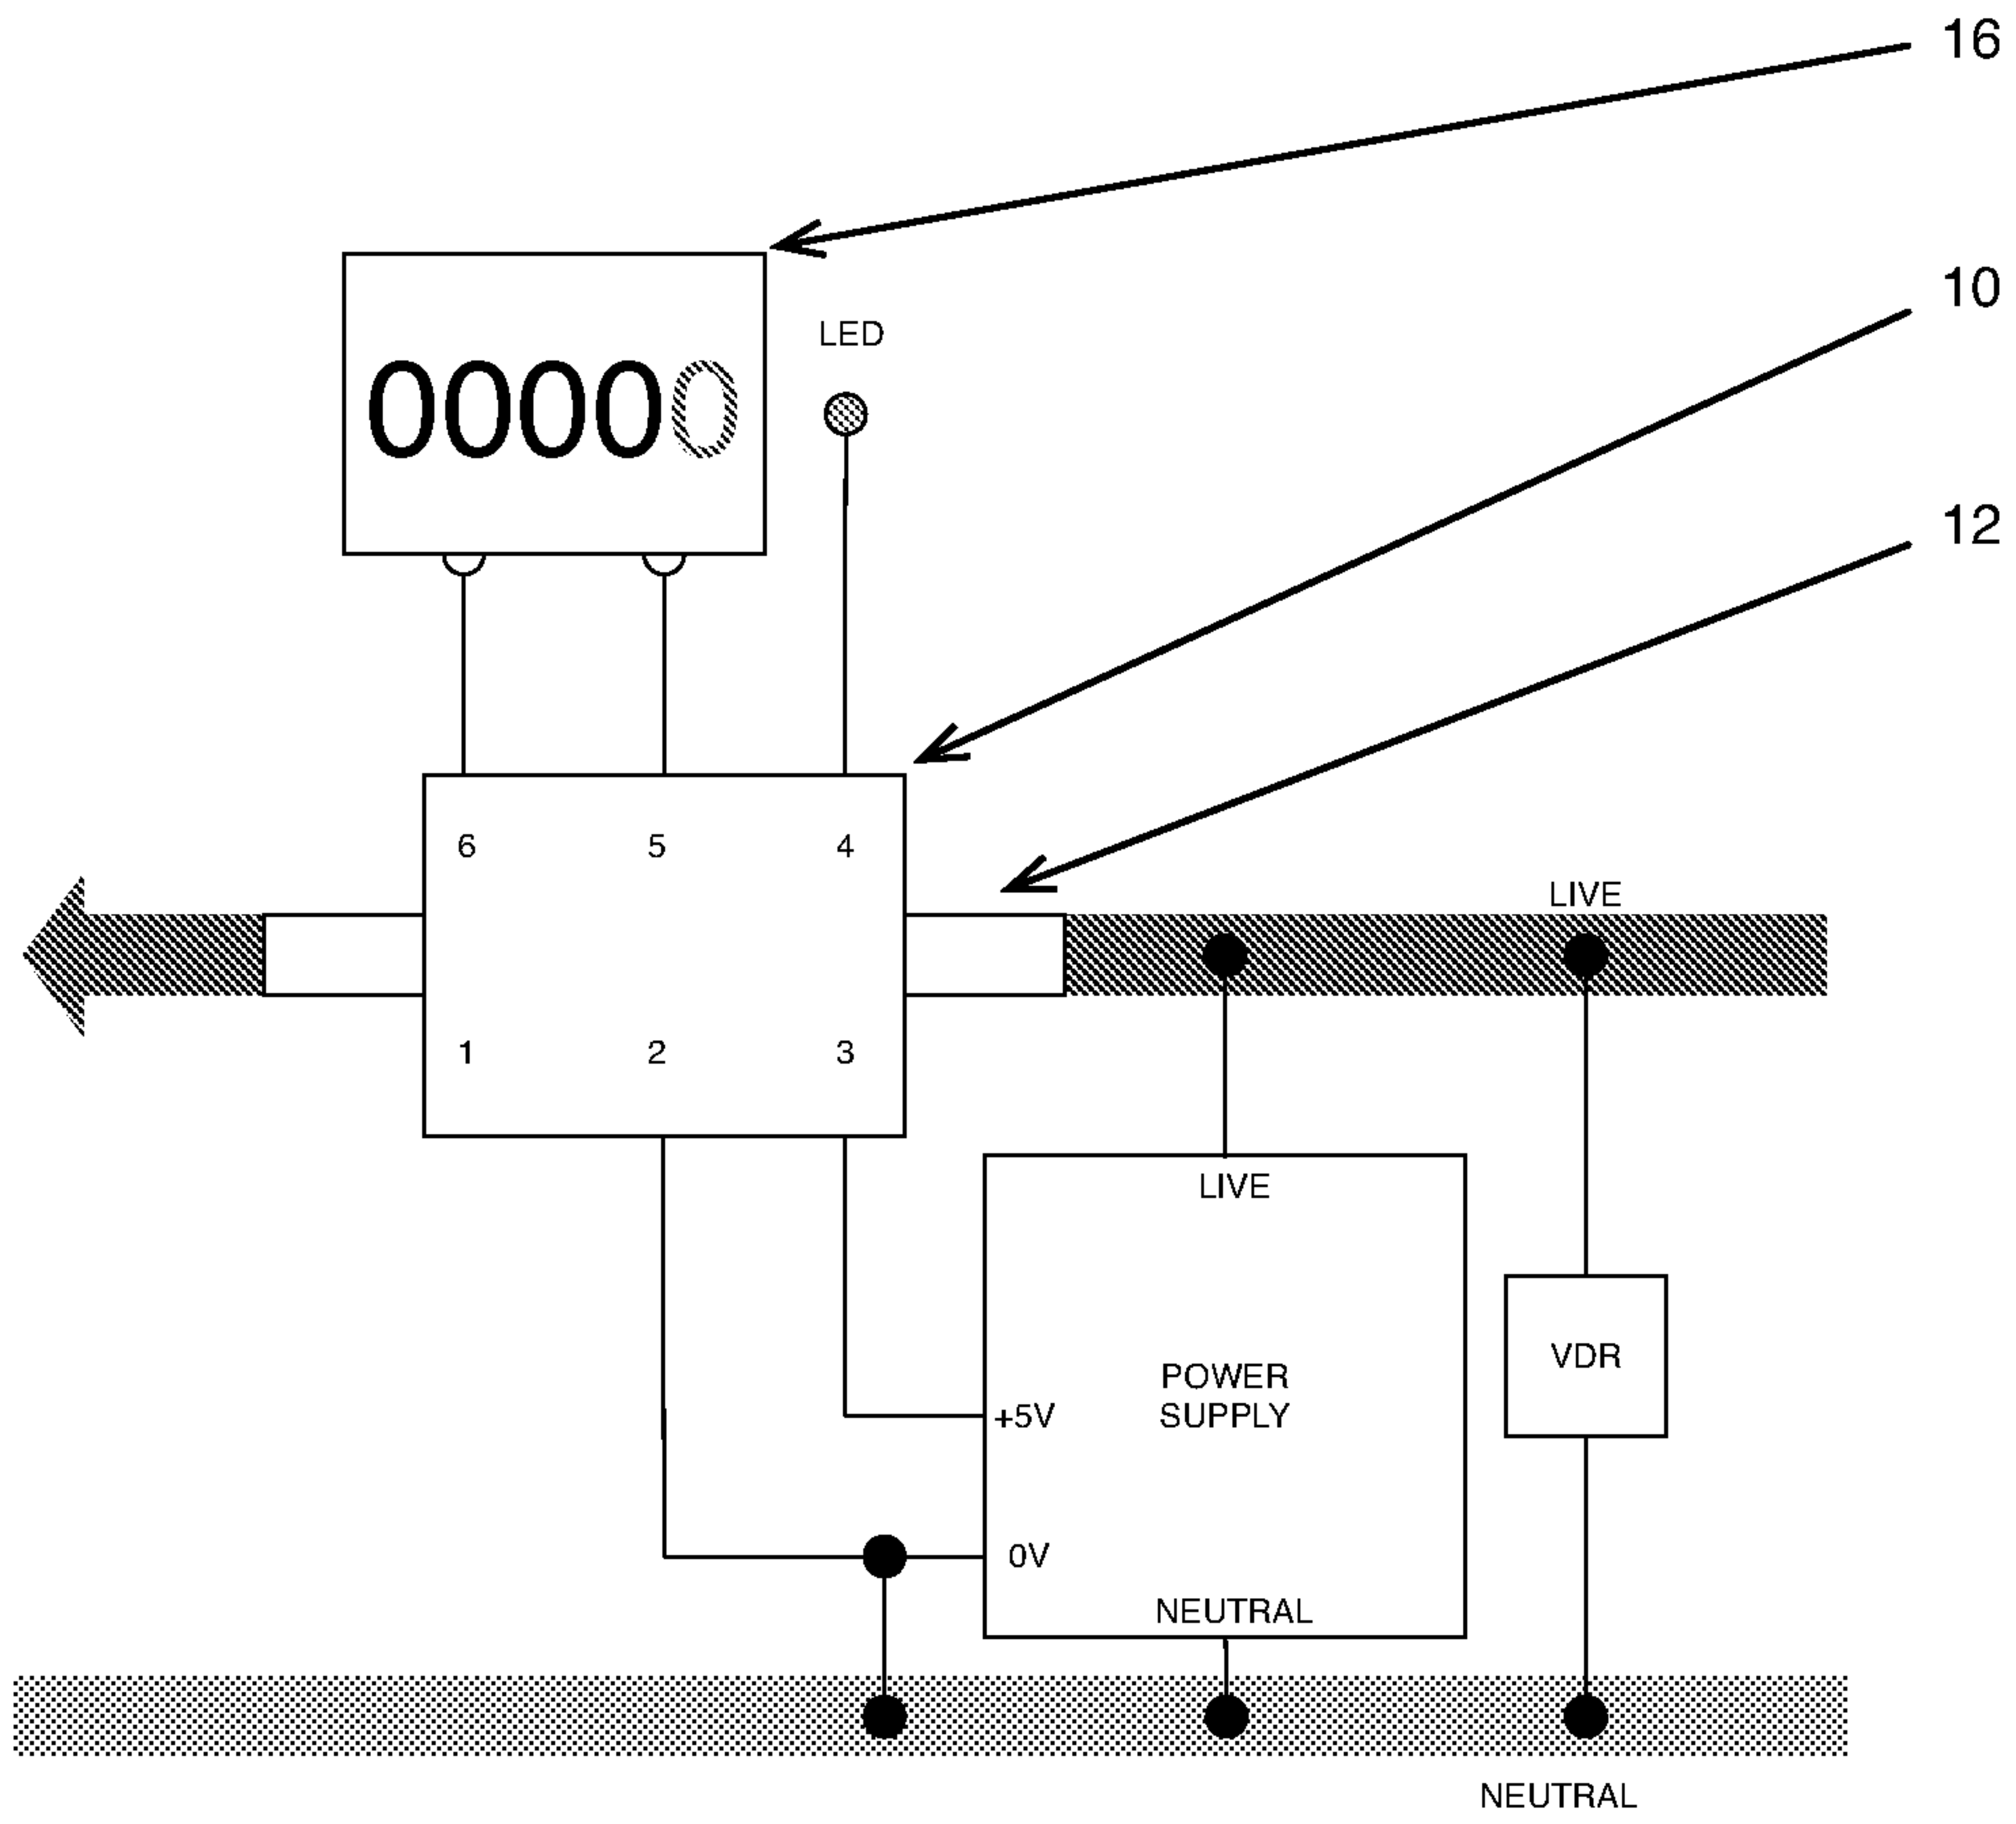 16
10
LED
00000
12
6 5 4
LIVE
1 2 3
LIVE
VDR
POWER
SUPPLY
+5V
0V
NEUTRAL
NEUTRAL